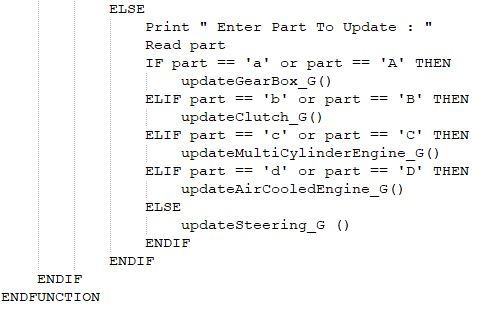 ELSE
Print " Enter Part To Update : "
Read part
IF part == 'a' or part == 'A' THEN
updateGearBox_G()
ELIF part == 'b' or part == 'B' THEN
updateClutch_G()
ELIF part == 'c' or part == 'C' THEN
updateMultiCylinderEngine_G()
ELIF part == 'd' or part == 'D' THEN
updateAirCooledEngine_G()
ELSE
updateSteering_G ()
ENDIF
ENDIF
ENDIF
ENDFUNCTION